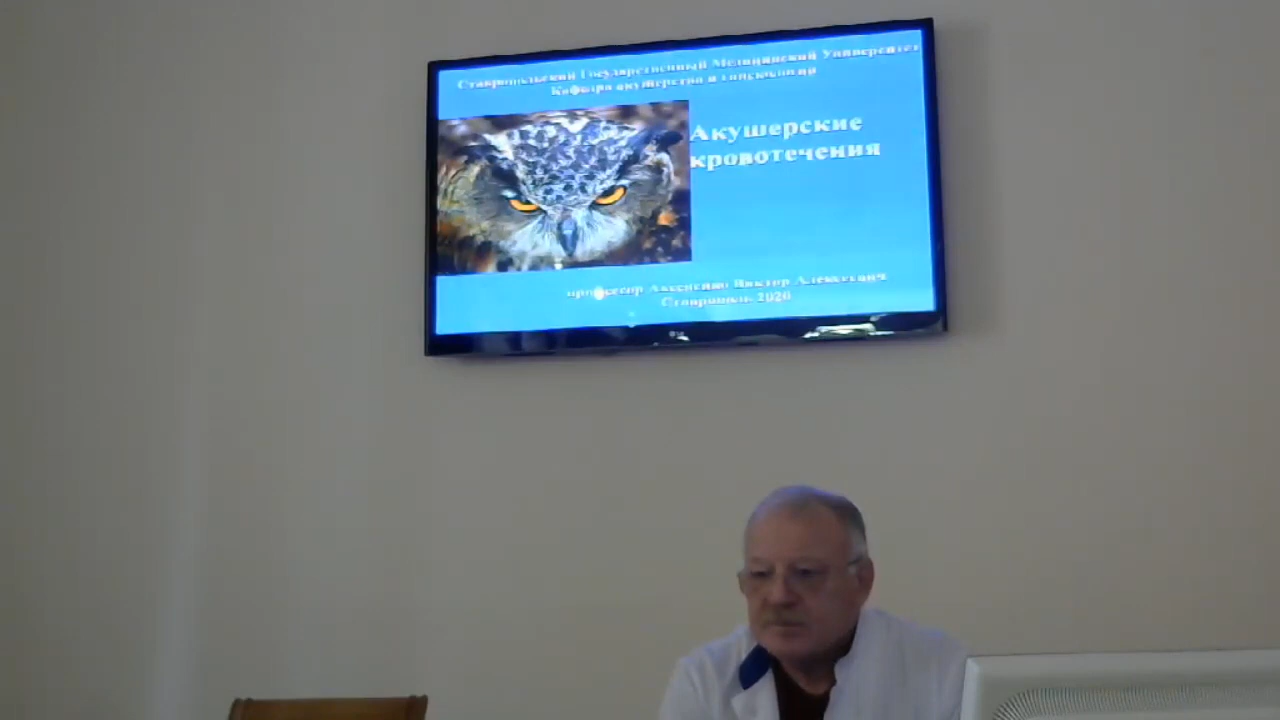 Ставропольский Государственный Медицинский Университет
Кафедра акушерства и гинекологии
Акушерские
кровотечения
профессор Аксененко Виктор Алексеевич
Ставрополь 2020